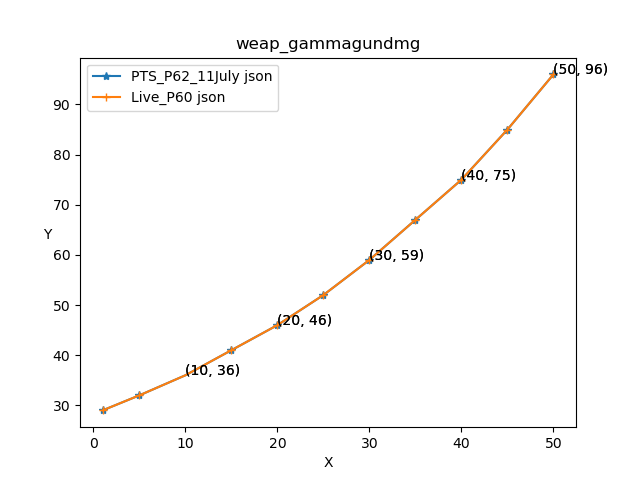 weap_gammagundmg
PTS_P62_11July json
Live_P60 json
(50, 96)
(40, 75)
(30, 59)
(20, 46)
(10, 36)
90
80
70
60
50
40
30
Y
0 10 20 30 40 50
X